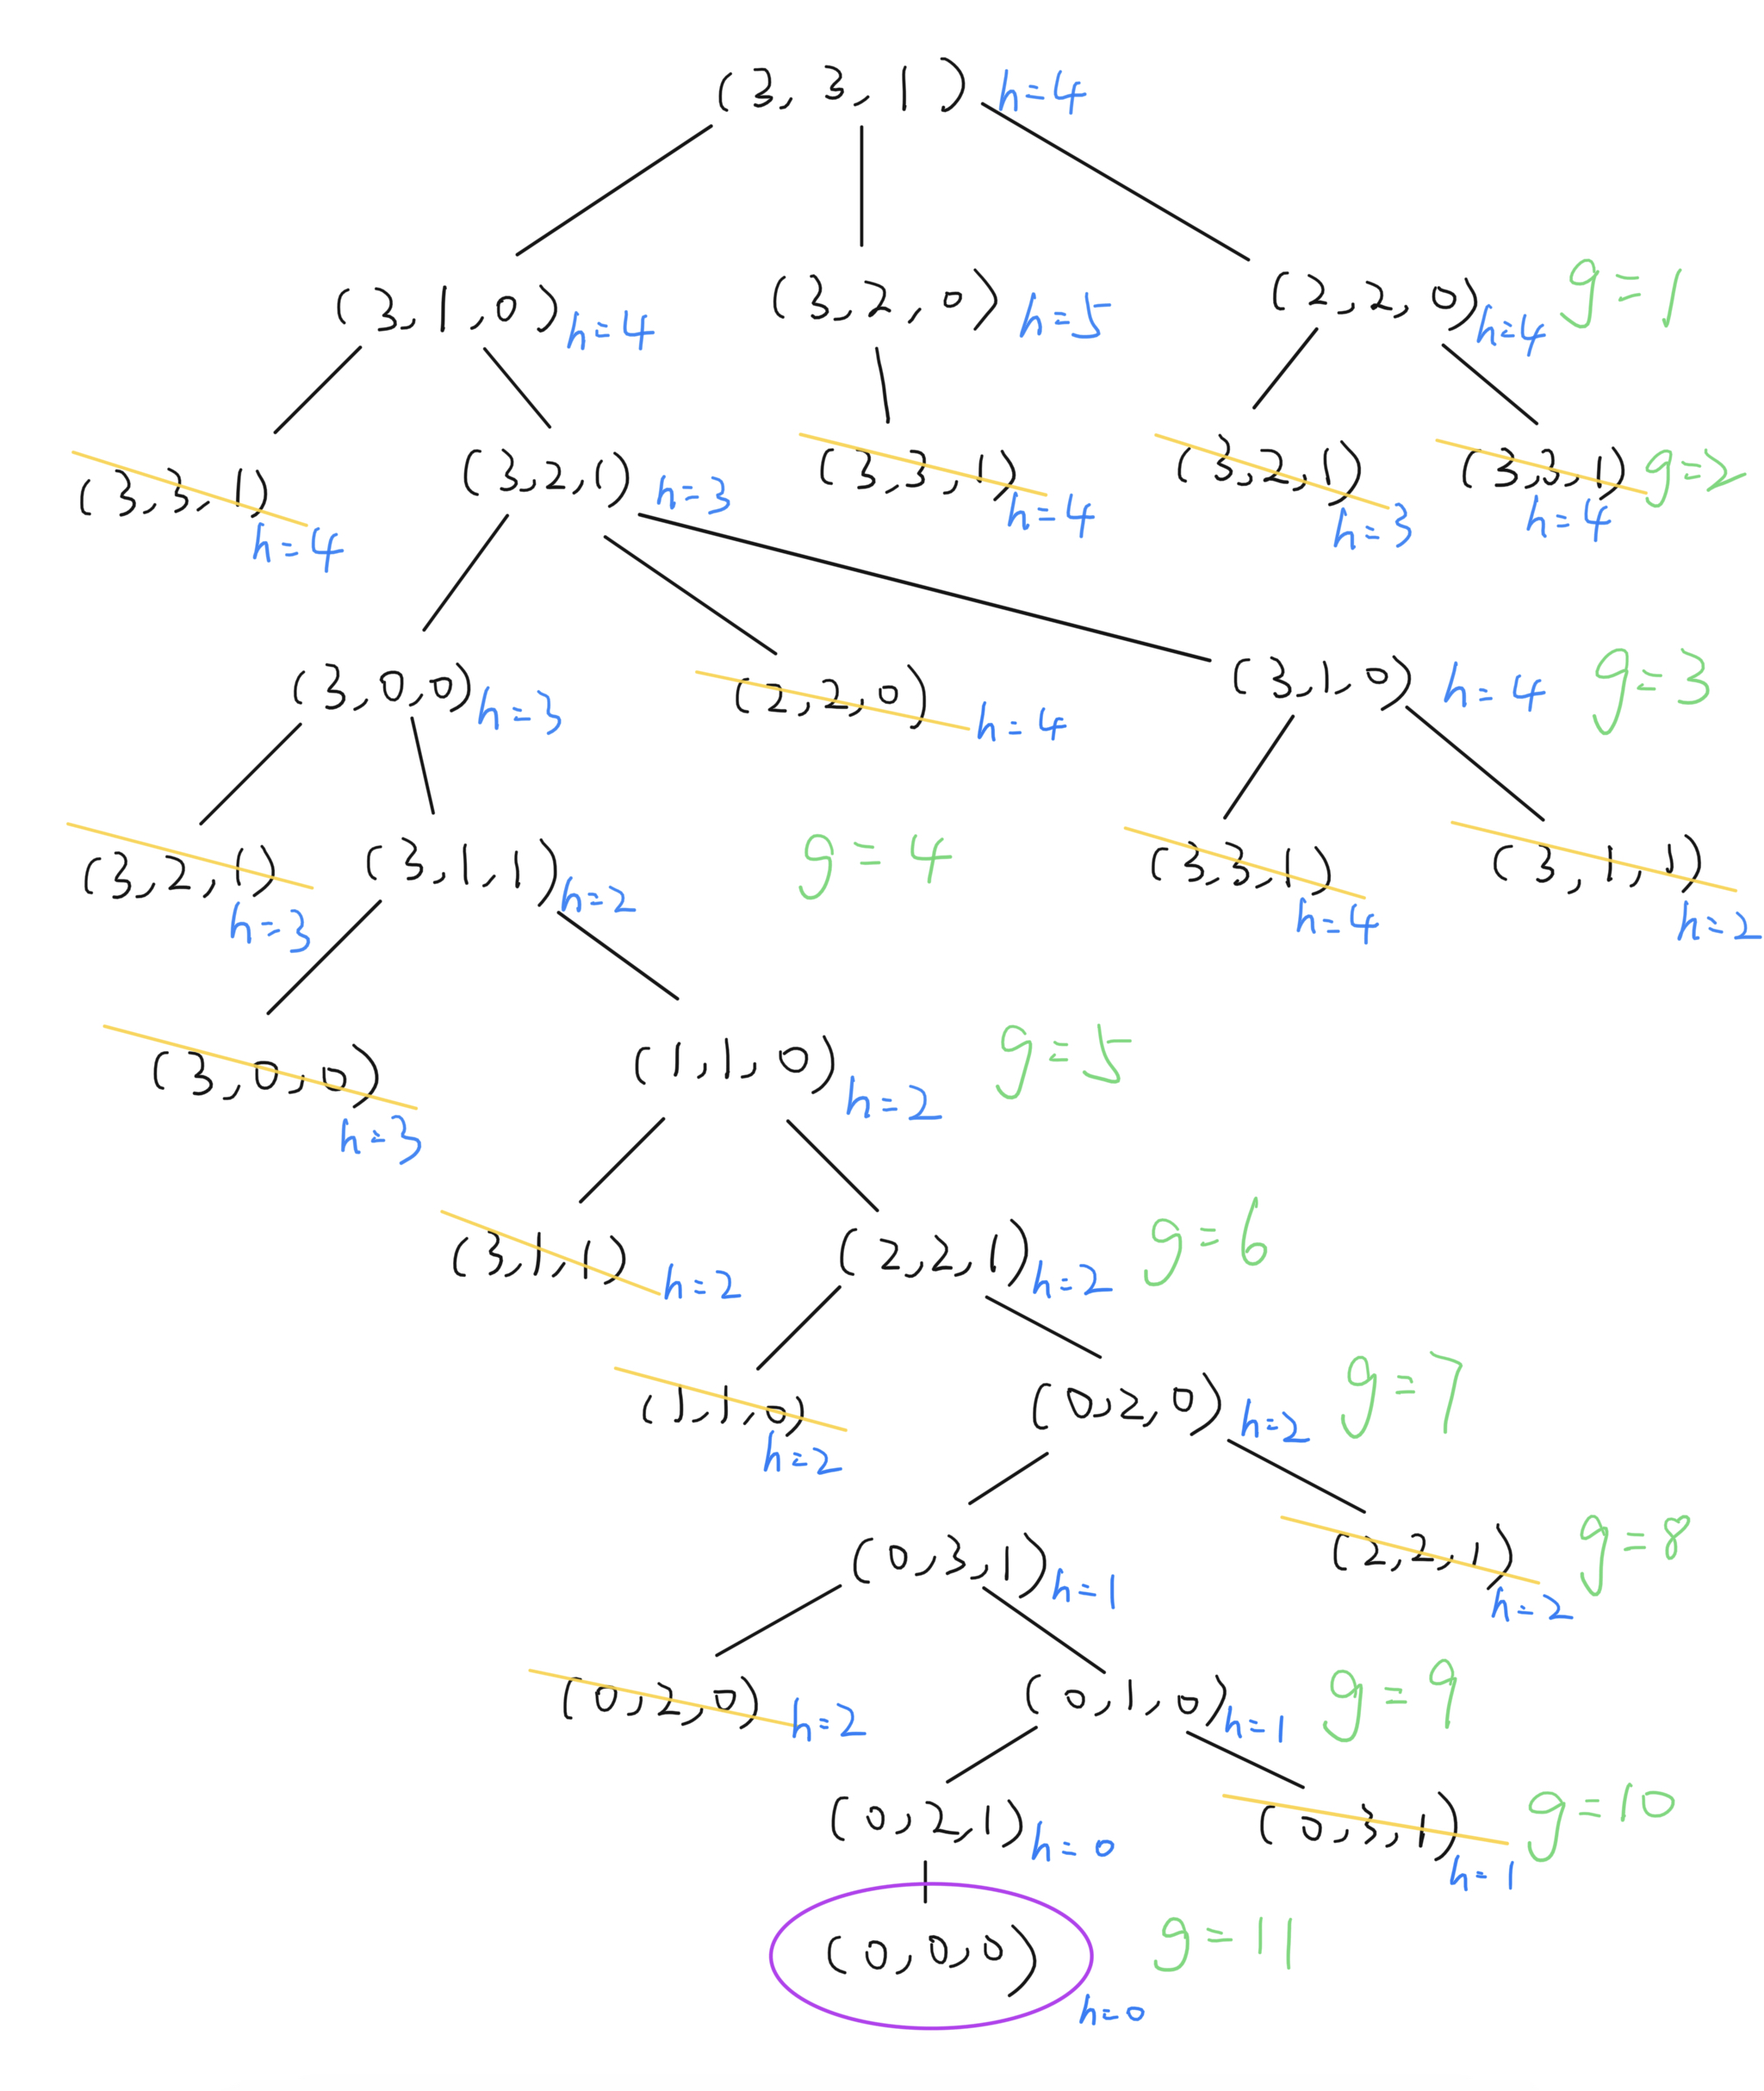 (3, 3, 1) h=4
(3, 1, 0) h=4 (3, 2, 0) h=5 (2, 2, 0) h=4 g=1
(3, 3, 1) h=4 (3, 2, 1) h=3 (3, 3, 1) h=4 (3, 2, 1) h=3 (3, 3, 1) h=4 g=2
(3, 0, 0) h=3 (2, 2, 0) h=4 (3, 1, 0) h=4 g=3
(3, 2, 1) h=3 (3, 1, 1) h=2 g=4 (3, 3, 1) h=4 (3, 1, 1) h=2
(3, 0, 0) h=3 (1, 1, 0) h=2 g=5
(3, 1, 1) h=2 (2, 2, 1) h=2 g=6
(1, 1, 0) h=2 (0, 2, 0) h=2 g=7
(0, 3, 1) h=1 (2, 2, 1) h=2 g=8
(0, 2, 0) h=2 (0, 1, 0) h=1 g=9
(0, 2, 1) h=0 (0, 3, 1) h=1 g=10
(0, 0, 0) h=0 g=11